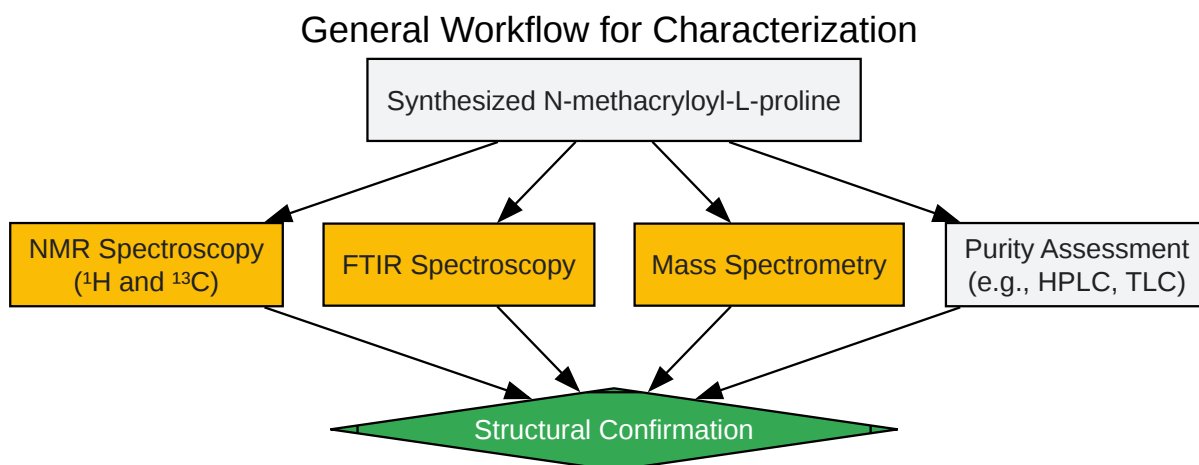 General Workflow for Characterization
Synthesized N-methacryloyl-L-proline
NMR Spectroscopy
(¹H and ¹³C)
FTIR Spectroscopy
Mass Spectrometry
Purity Assessment
(e.g., HPLC, TLC)
Structural Confirmation